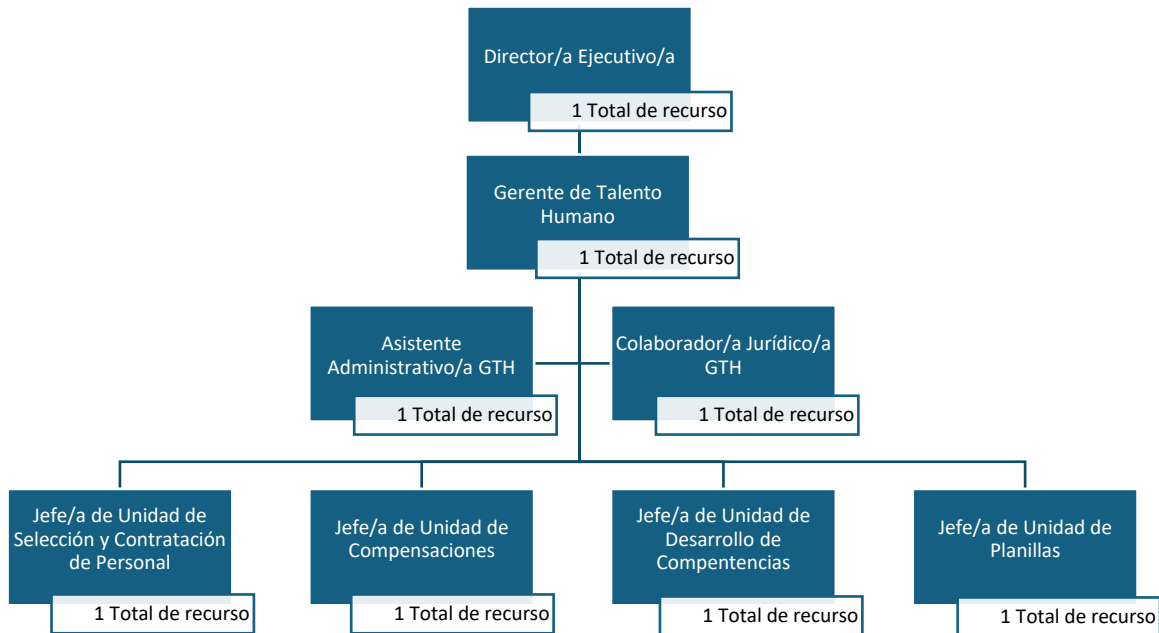 Director/a Ejecutivo/a
1 Total de recurso
Gerente de Talento
Humano
1 Total de recurso
Asistente
Administrativo/a GTH
1 Total de recurso
Colaborador/a Jurídico/a
GTH
1 Total de recurso
Jefe/a de Unidad de
Selección y Contratación
de Personal
1 Total de recurso
Jefe/a de Unidad de
Compensaciones
1 Total de recurso
Jefe/a de Unidad de
Desarrollo de
Compentencias
1 Total de recurso
Jefe/a de Unidad de
Planillas
1 Total de recurso